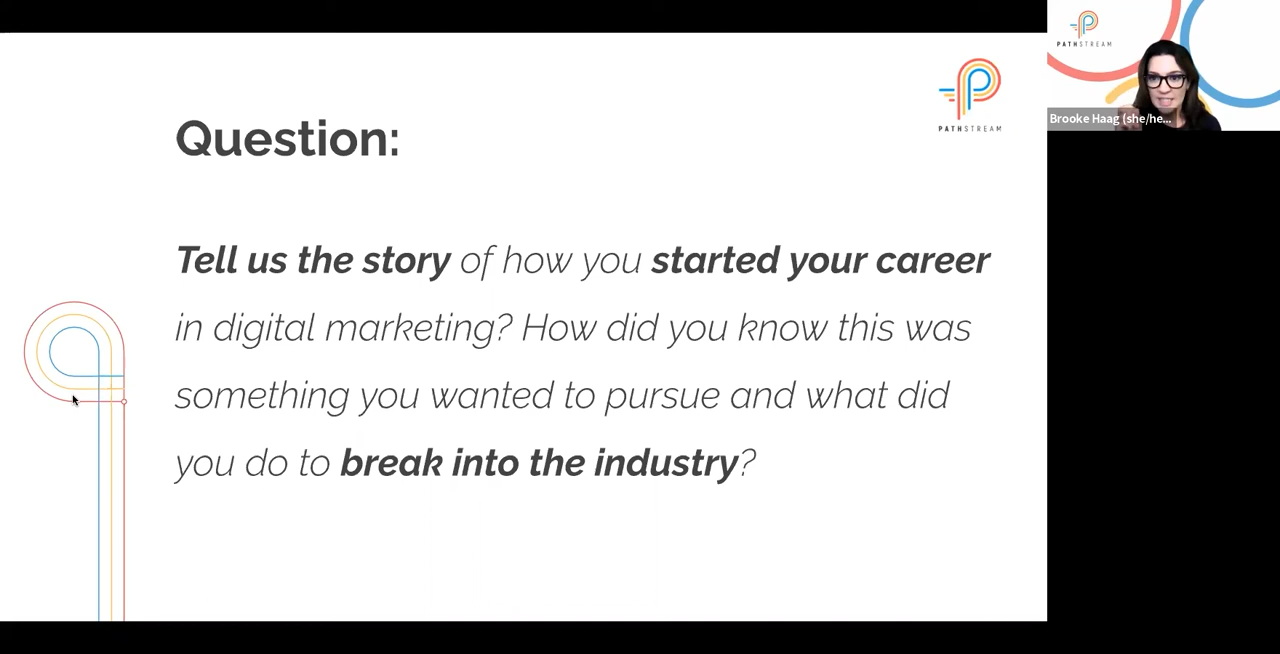 Question:
PATHSTREAM
Tell us the story of how you started your career
in digital marketing? How did you know this was
something you wanted to pursue and what did
you do to break into the industry?
PATHSTREAM
Brooke Haag (she/he...